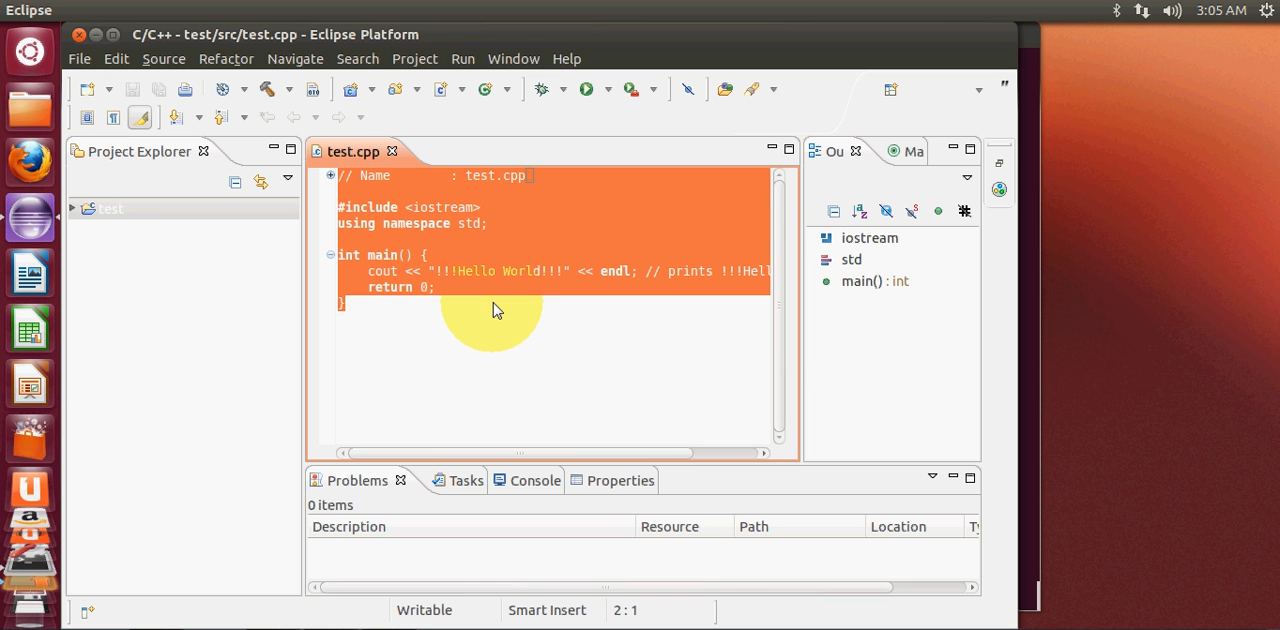 Eclipse
3:05 AM
C/C++ - test/src/test.cpp - Eclipse Platform
File Edit Source Refactor Navigate Search Project Run Window Help
Project Explorer
test
test.cpp
// Name : test.cpp
#include <iostream>
using namespace std;
int main() {
cout << "!!!Hello World!!!" << endl; // prints !!!Hell
return 0;
}
Ou
Ma
iostream
std
main() : int
Problems Tasks Console Properties
0 items
Description Resource Path Location Ty
Writable Smart Insert 2 : 1